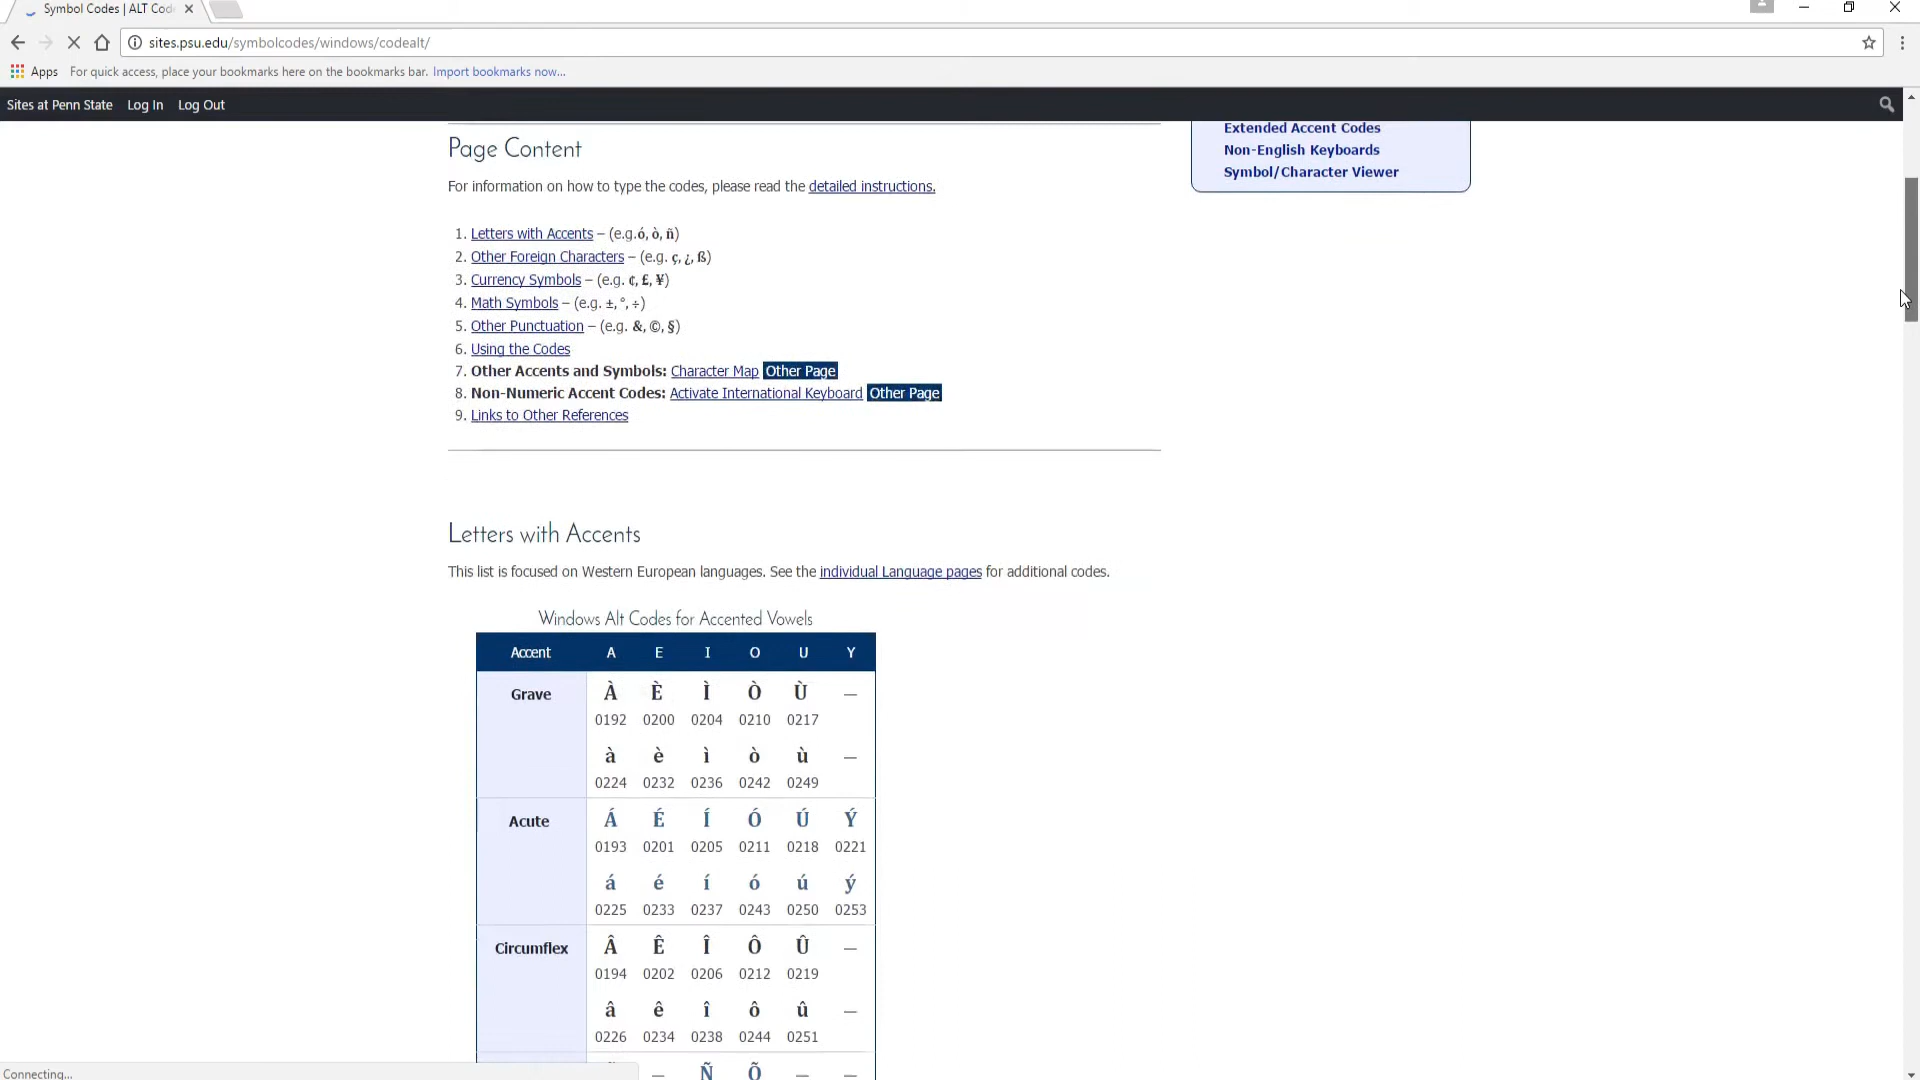 Symbol Codes | ALT Cod
sites.psu.edu/symbolcodes/windows/codealt/
Apps For quick access, place your bookmarks here on the bookmarks bar. Import bookmarks now...
Sites at Penn State Log In Log Out
Extended Accent Codes
Non-English Keyboards
Symbol/Character Viewer
Page Content
For information on how to type the codes, please read the detailed instructions.
1. Letters with Accents – (e.g.ó, ò, ñ)
2. Other Foreign Characters – (e.g. ç, ¿, ß)
3. Currency Symbols – (e.g. ¢, £, ¥)
4. Math Symbols – (e.g. ±, °, ÷)
5. Other Punctuation – (e.g. &, ©, §)
6. Using the Codes
7. Other Accents and Symbols: Character Map Other Page
8. Non-Numeric Accent Codes: Activate International Keyboard Other Page
9. Links to Other References
Letters with Accents
This list is focused on Western European languages. See the individual Language pages for additional codes.
Windows Alt Codes for Accented Vowels
Accent A E I O U Y
Grave À È Ì Ò Ù —
0192 0200 0204 0210 0217
à è ì ò ù —
0224 0232 0236 0242 0249
Acute Á É Í Ó Ú Ý
0193 0201 0205 0211 0218 0221
á é í ó ú ý
0225 0233 0237 0243 0250 0253
Circumflex Â Ê Î Ô Û —
0194 0202 0206 0212 0219
â ê î ô û —
0226 0234 0238 0244 0251
— Ñ Õ — —
Connecting...